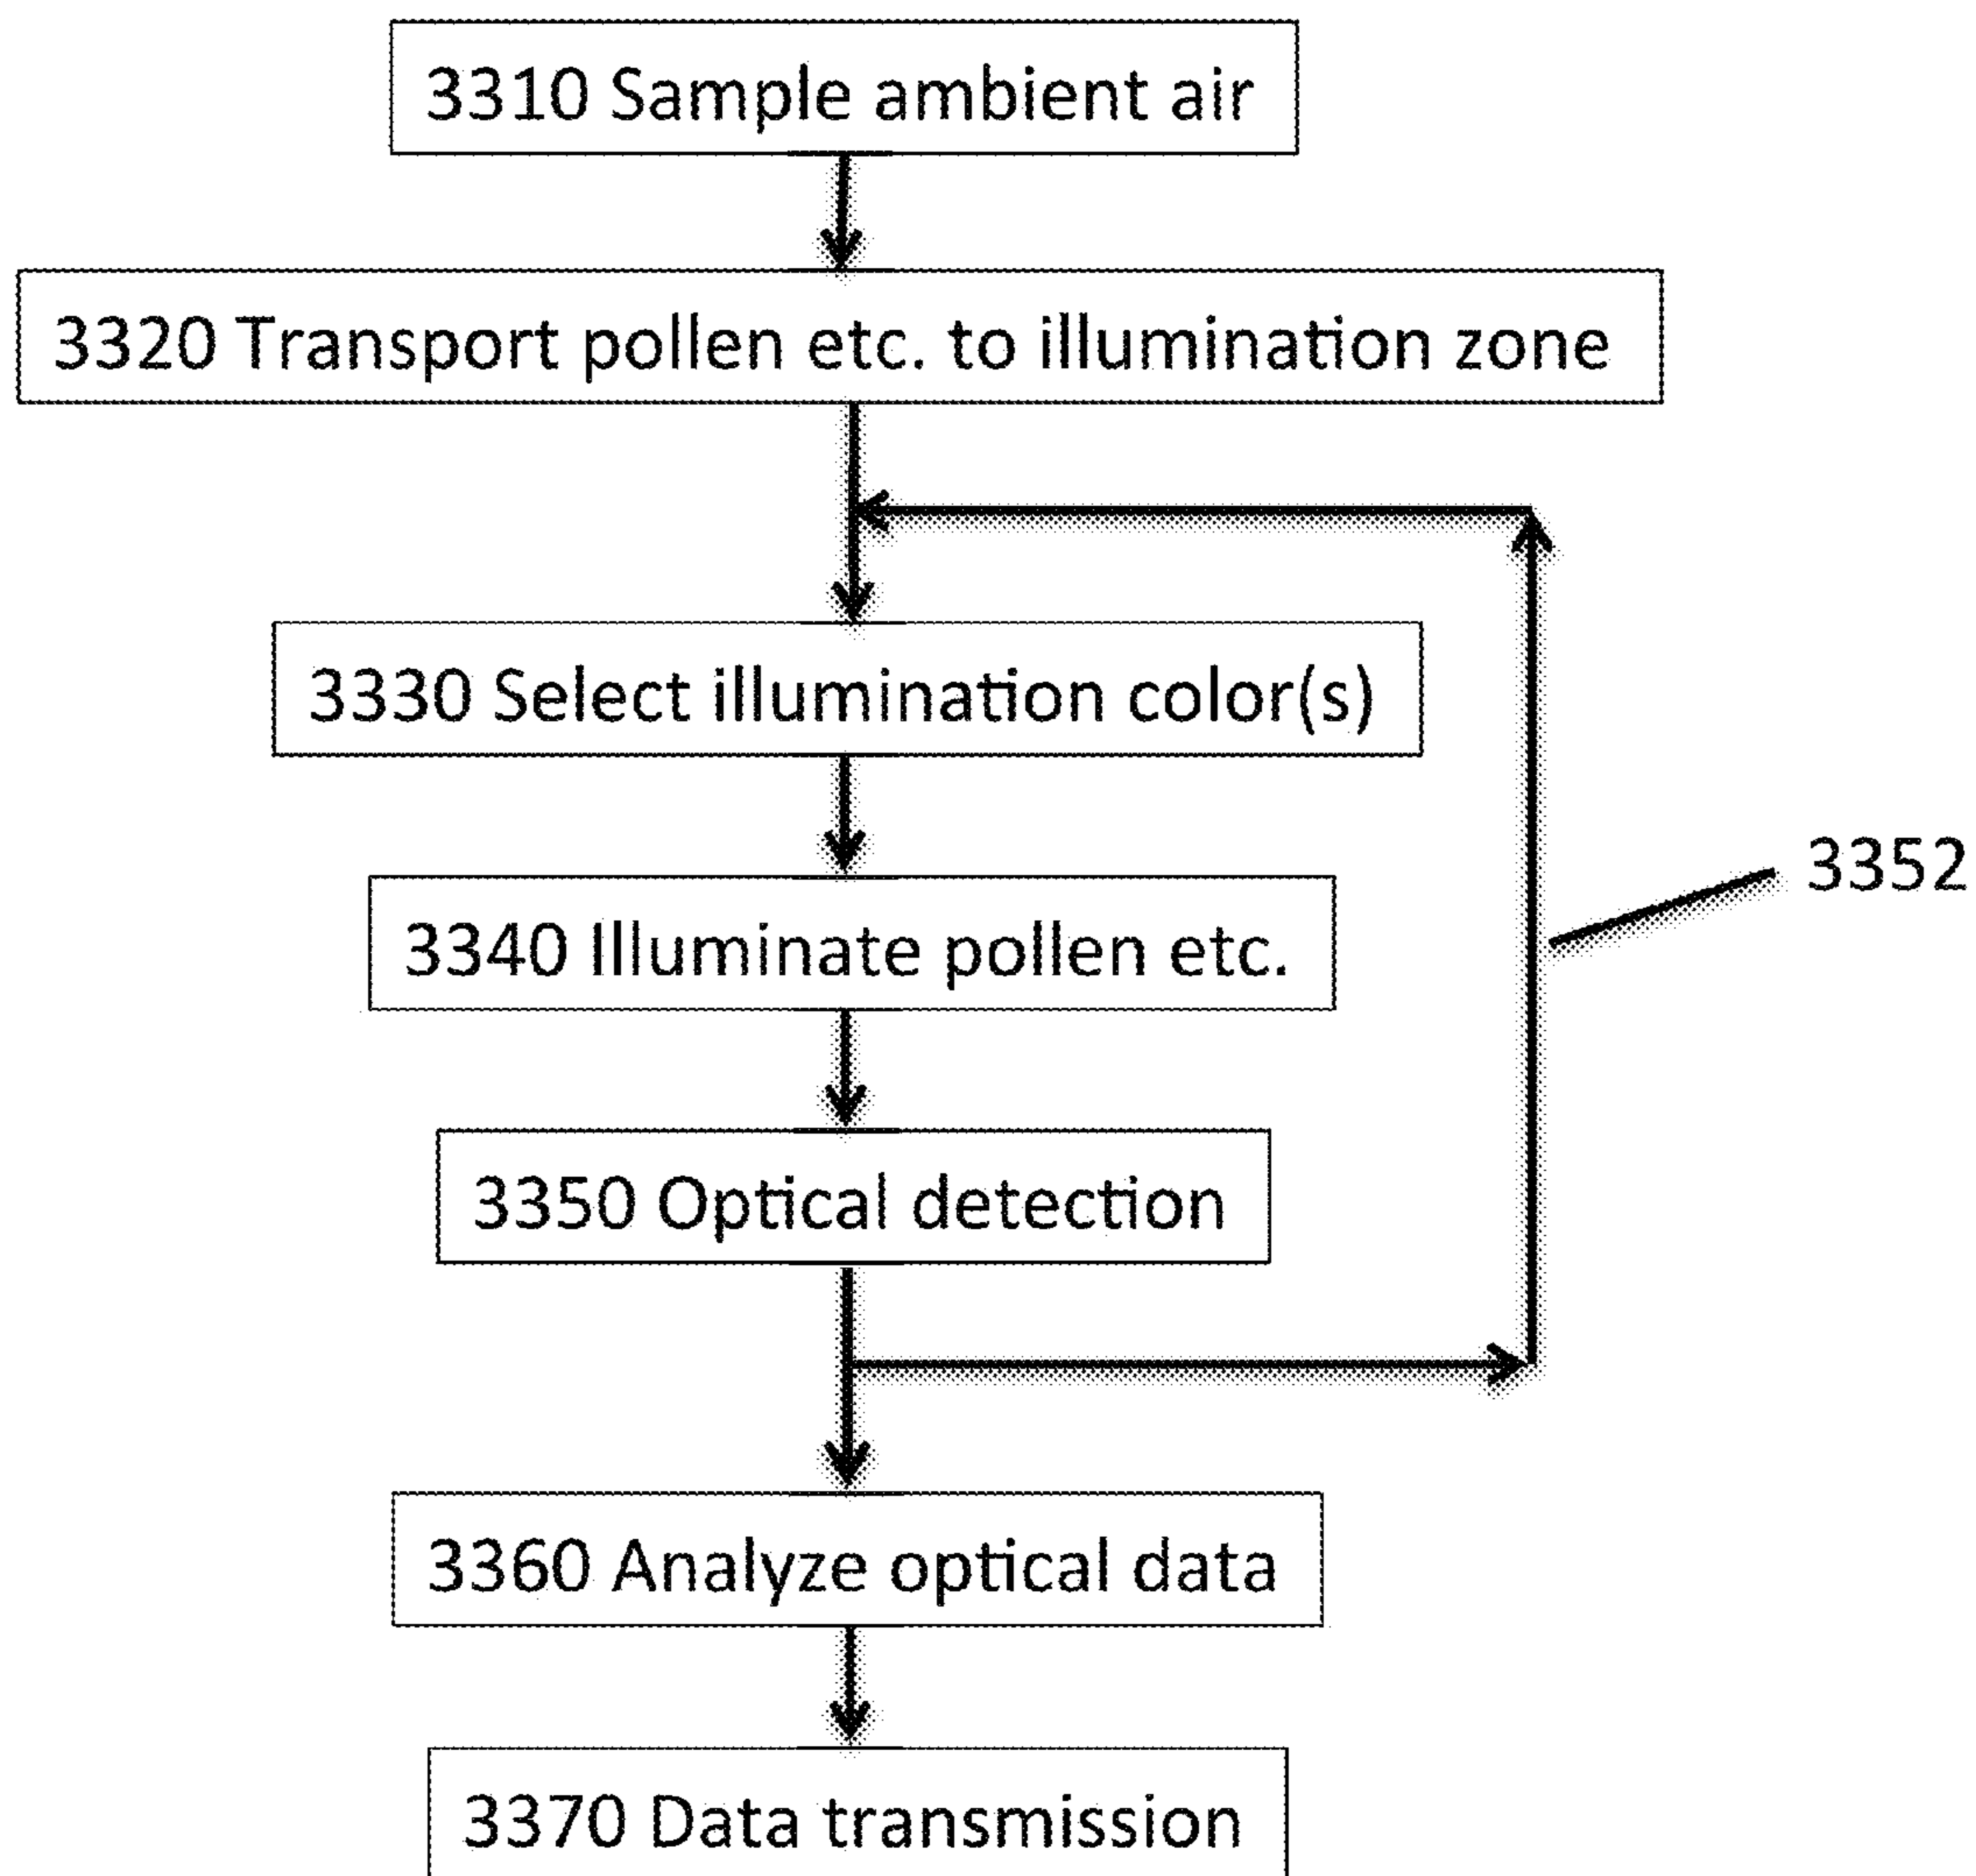 3310 Sample ambient air
3320 Transport pollen etc. to illumination zone
3330 Select illumination color(s)
3352
3340 Illuminate pollen etc.
3350 Optical detection
3360 Analyze optical data
3370 Data transmission